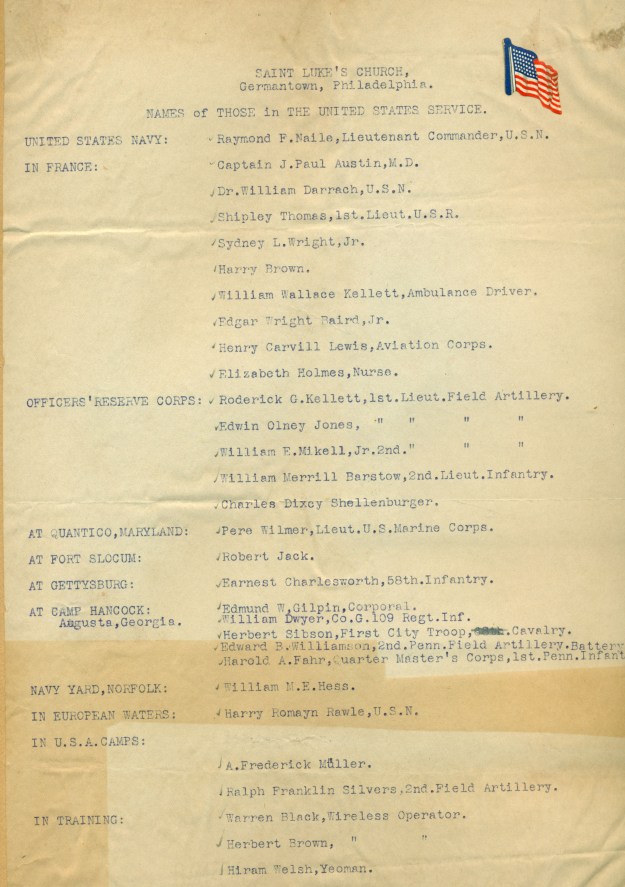 SAINT LUKE'S CHURCH,
Germantown, Philadelphia.
NAMES of THOSE in THE UNITED STATES SERVICE.
UNITED STATES NAVY: Raymond F.Naile,Lieutenant Commander,U.S.N.
IN FRANCE: Captain J.Paul Austin,M.D.
Dr.William Darrach,U.S.N.
Shipley Thomas,1st.Lieut.U.S.R.
Sydney L.Wright,Jr.
Harry Brown.
William Wallace Kellett,Ambulance Driver.
Edgar Wright Baird,Jr.
Henry Carvill Lewis,Aviation Corps.
Elizabeth Holmes,Nurse.
OFFICERS'RESERVE CORPS: Roderick G.Kellett,1st.Lieut.Field Artillery.
Edwin Olney Jones, " " " "
William E.Mikell,Jr.2nd." " "
William Merrill Barstow,2nd.Lieut.Infantry.
Charles Dixcy Shellenburger.
AT QUANTICO,MARYLAND: Pere Wilmer,Lieut.U.S.Marine Corps.
AT FORT SLOCUM: Robert Jack.
AT GETTYSBURG: Earnest Charlesworth,58th.Infantry.
AT CAMP HANCOCK: Edmund W.Gilpin,Corporal.
Augusta,Georgia. William Dwyer,Co.G.109 Regt.Inf.
Herbert Sibson,First City Troop, Cavalry.
Edward B.Williamson,2nd.Penn.Field Artillery.Battery
Harold A.Fahr,Quarter Master's Corps,1st.Penn.Infant
NAVY YARD,NORFOLK: William M.E.Hess.
IN EUROPEAN WATERS: Harry Romayn Rawle,U.S.N.
IN U.S.A.CAMPS:
A.Frederick Müller.
Ralph Franklin Silvers,2nd.Field Artillery.
IN TRAINING: Warren Black,Wireless Operator.
Herbert Brown, " "
Hiram Welsh,Yeoman.